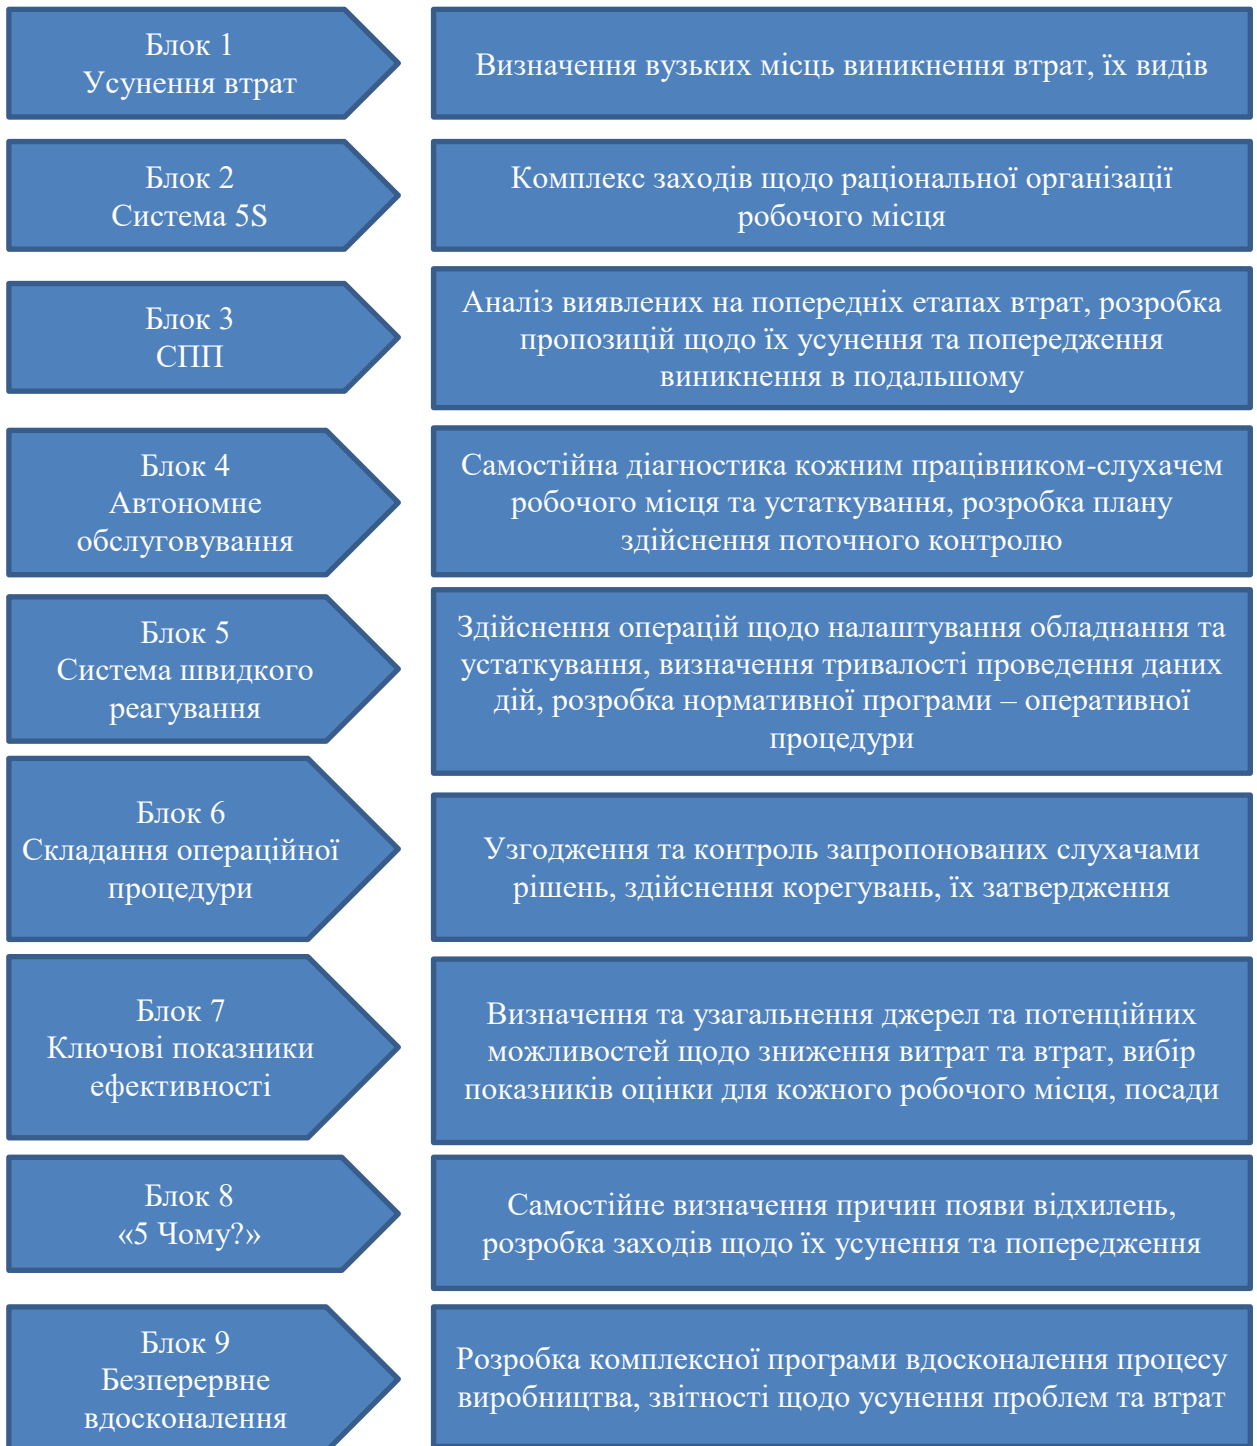 Блок 1
Усунення втрат
Визначення вузьких місць виникнення втрат, їх видів
Блок 2
Система 5S
Комплекс заходів щодо раціональної організації
робочого місця
Блок 3
СПП
Аналіз виявлених на попередніх етапах втрат, розробка
пропозицій щодо їх усунення та попередження
виникнення в подальшому
Блок 4
Автономне
обслуговування
Самостійна діагностика кожним працівником-слухачем
робочого місця та устаткування, розробка плану
здійснення поточного контролю
Блок 5
Система швидкого
реагування
Здійснення операцій щодо налаштування обладнання та
устаткування, визначення тривалості проведення даних
дій, розробка нормативної програми – оперативної
процедури
Блок 6
Складання операційної
процедури
Узгодження та контроль запропонованих слухачами
рішень, здійснення корегувань, їх затвердження
Блок 7
Ключові показники
ефективності
Визначення та узагальнення джерел та потенційних
можливостей щодо зниження витрат та втрат, вибір
показників оцінки для кожного робочого місця, посади
Блок 8
«5 Чому?»
Самостійне визначення причин появи відхилень,
розробка заходів щодо їх усунення та попередження
Блок 9
Безперервне
вдосконалення
Розробка комплексної програми вдосконалення процесу
виробництва, звітності щодо усунення проблем та втрат